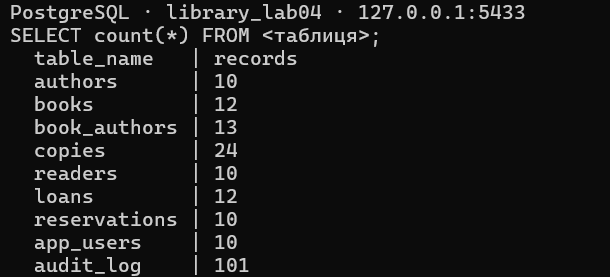 PostgreSQL · library_lab04 · 127.0.0.1:5433
SELECT count(*) FROM <таблиця>;
table_name | records
authors | 10
books | 12
book_authors | 13
copies | 24
readers | 10
loans | 12
reservations | 10
app_users | 10
audit_log | 101